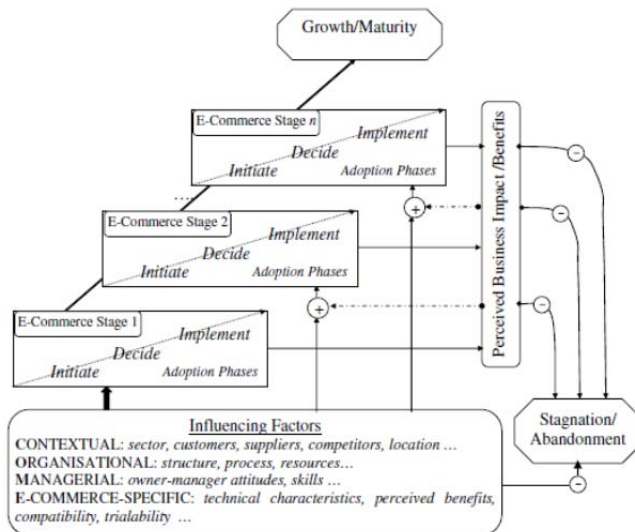 Growth/Maturity
E-Commerce Stage n
Implement
Decide
Initiate
Adoption Phases
.....
E-Commerce Stage 2
Implement
Decide
Initiate
Adoption Phases
E-Commerce Stage 1
Implement
Decide
Initiate
Adoption Phases
+
+
Perceived Business Impact /Benefits
−
−
−
−
Stagnation/
Abandonment
Influencing Factors
CONTEXTUAL: sector, customers, suppliers, competitors, location ...
ORGANISATIONAL: structure, process, resources...
MANAGERIAL: owner-manager attitudes, skills ...
E-COMMERCE-SPECIFIC: technical characteristics, perceived benefits,
compatibility, trialability ...